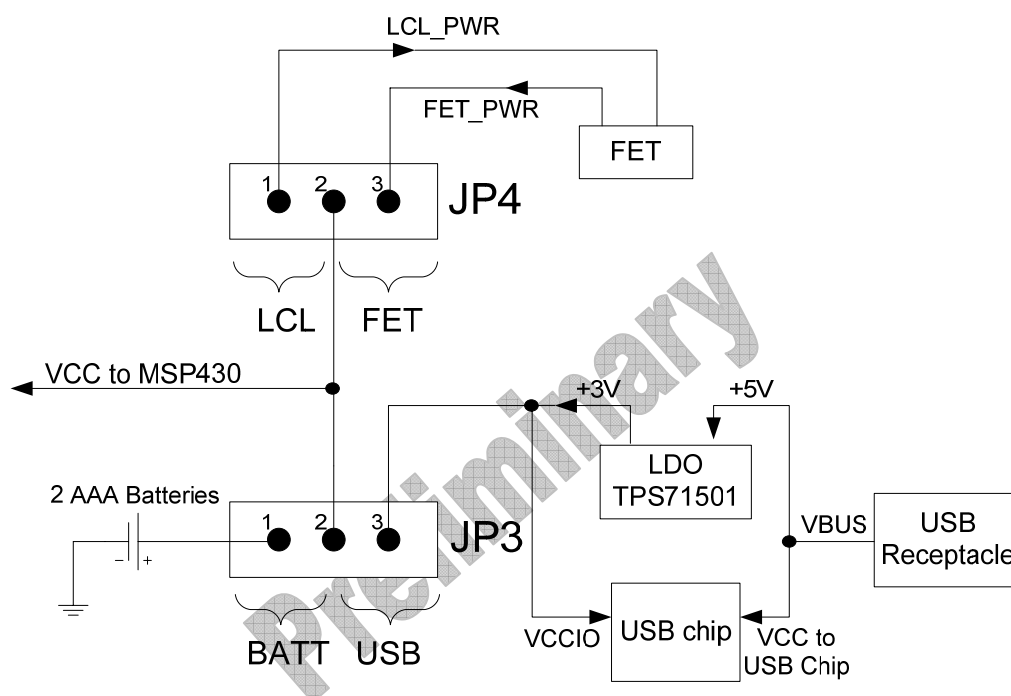 LCL_PWR
FET_PWR
FET
1 2 3
JP4
LCL FET
VCC to MSP430
+3V
+5V
LDO
TPS71501
2 AAA Batteries
1 2 3
JP3
- +
VBUS
USB
Receptacle
BATT USB
VCCIO
USB chip
VCC to
USB Chip
Preliminary